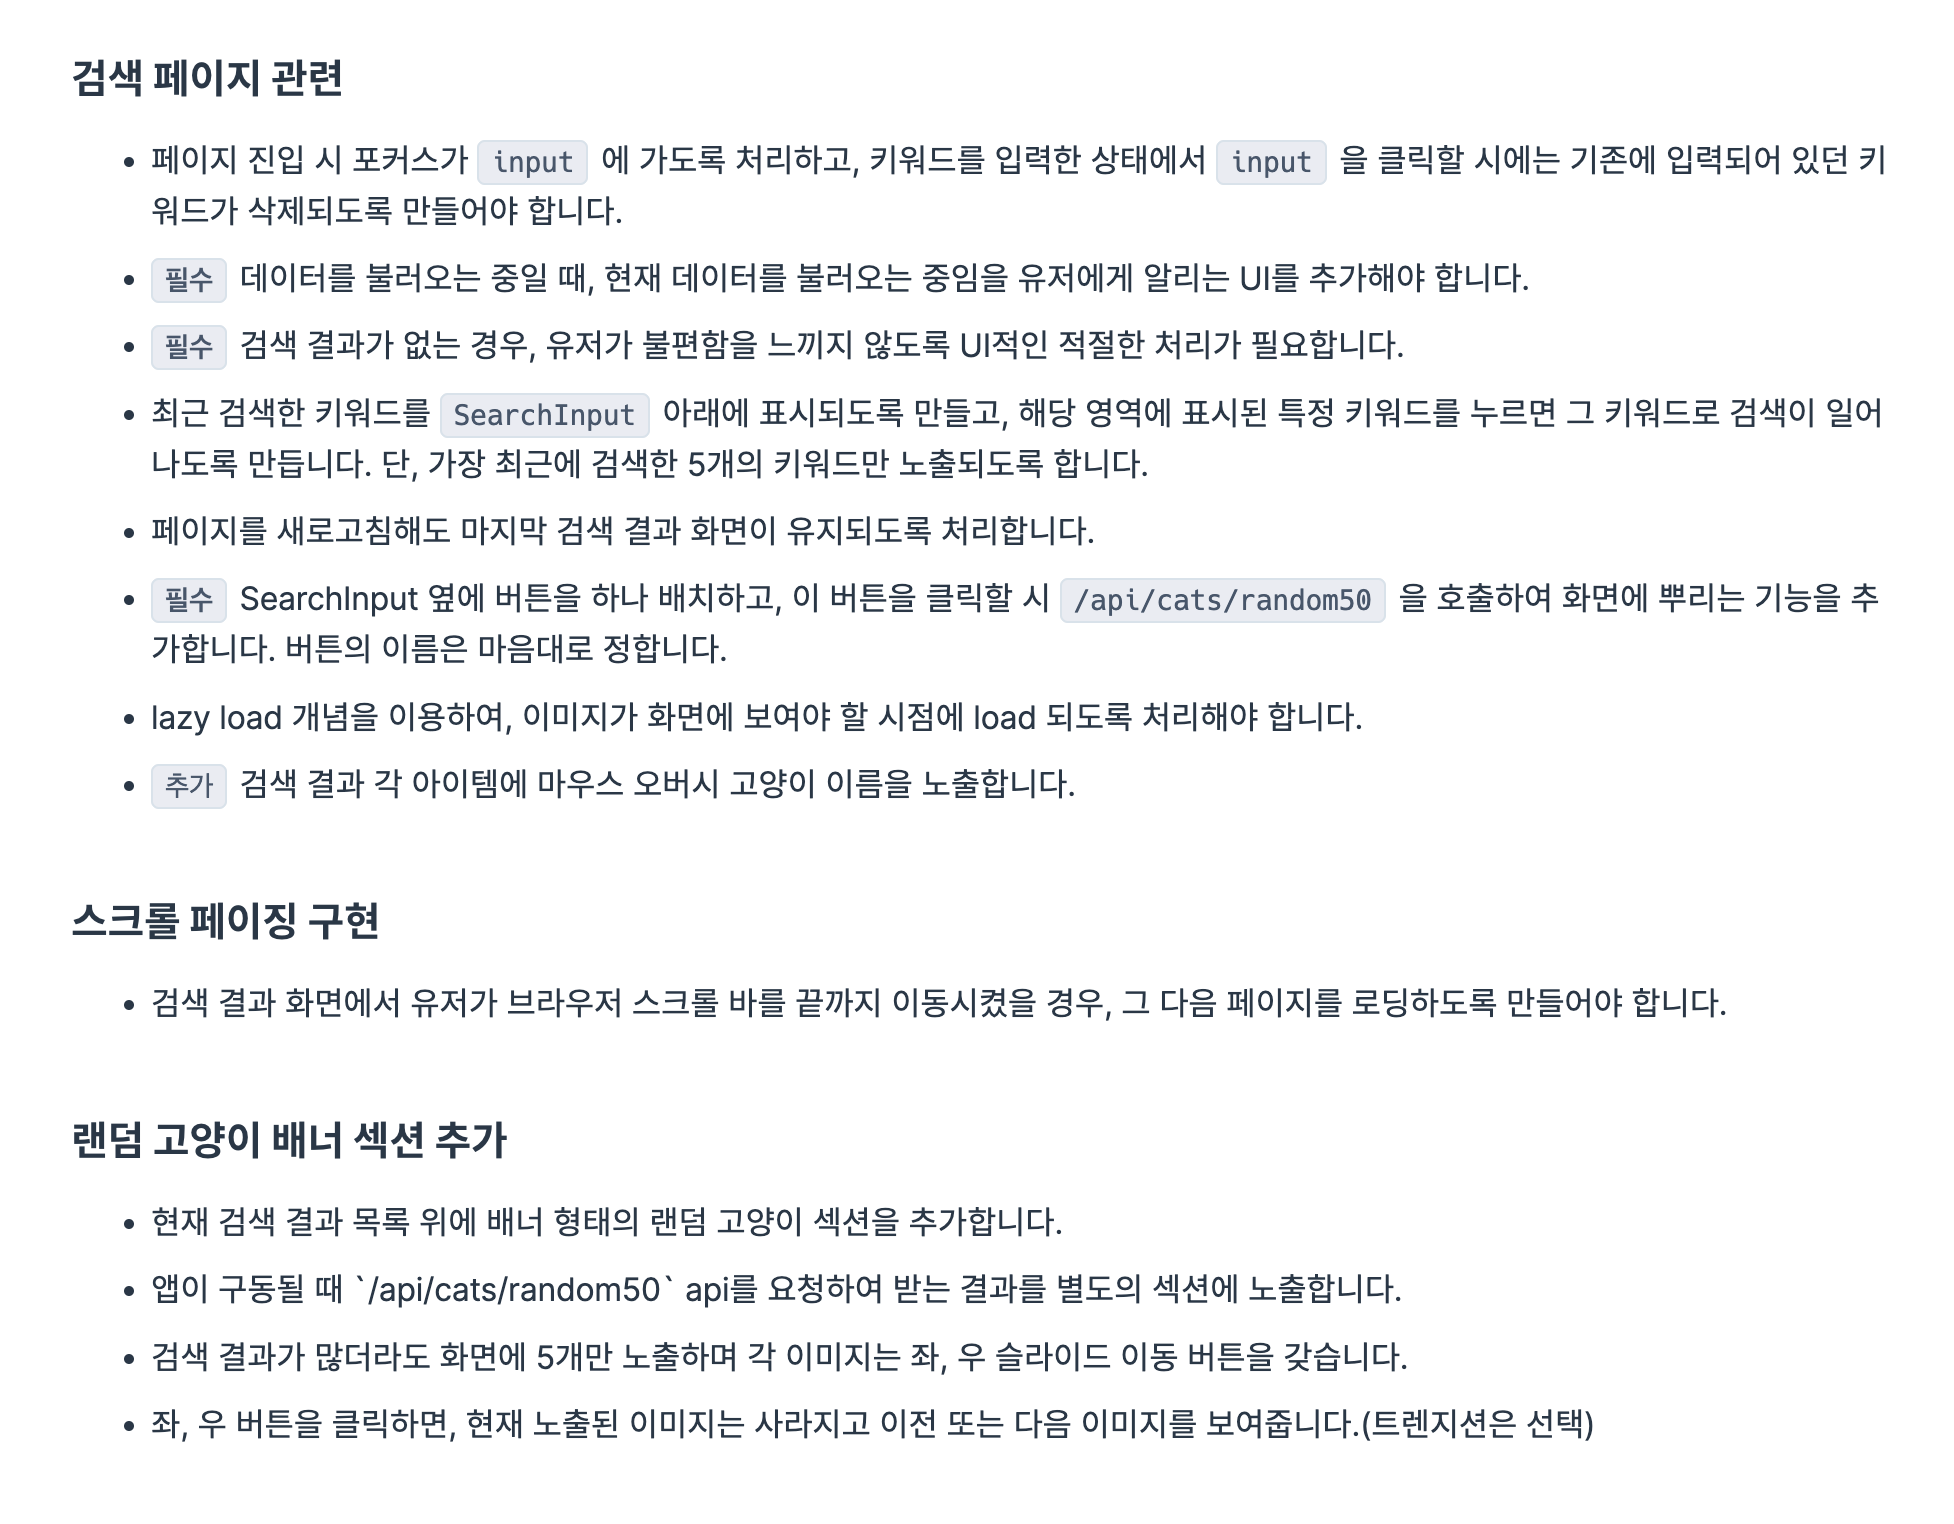 검색 페이지 관련
• 페이지 진입 시 포커스가 input 에 가도록 처리하고, 키워드를 입력한 상태에서 input 을 클릭할 시에는 기존에 입력되어 있던 키
워드가 삭제되도록 만들어야 합니다.
• 필수 데이터를 불러오는 중일 때, 현재 데이터를 불러오는 중임을 유저에게 알리는 UI를 추가해야 합니다.
• 필수 검색 결과가 없는 경우, 유저가 불편함을 느끼지 않도록 UI적인 적절한 처리가 필요합니다.
• 최근 검색한 키워드를 SearchInput 아래에 표시되도록 만들고, 해당 영역에 표시된 특정 키워드를 누르면 그 키워드로 검색이 일어
나도록 만듭니다. 단, 가장 최근에 검색한 5개의 키워드만 노출되도록 합니다.
• 페이지를 새로고침해도 마지막 검색 결과 화면이 유지되도록 처리합니다.
• 필수 SearchInput 옆에 버튼을 하나 배치하고, 이 버튼을 클릭할 시 /api/cats/random50 을 호출하여 화면에 뿌리는 기능을 추
가합니다. 버튼의 이름은 마음대로 정합니다.
• lazy load 개념을 이용하여, 이미지가 화면에 보여야 할 시점에 load 되도록 처리해야 합니다.
• 추가 검색 결과 각 아이템에 마우스 오버시 고양이 이름을 노출합니다.
스크롤 페이징 구현
• 검색 결과 화면에서 유저가 브라우저 스크롤 바를 끝까지 이동시켰을 경우, 그 다음 페이지를 로딩하도록 만들어야 합니다.
랜덤 고양이 배너 섹션 추가
• 현재 검색 결과 목록 위에 배너 형태의 랜덤 고양이 섹션을 추가합니다.
• 앱이 구동될 때 `/api/cats/random50` api를 요청하여 받는 결과를 별도의 섹션에 노출합니다.
• 검색 결과가 많더라도 화면에 5개만 노출하며 각 이미지는 좌, 우 슬라이드 이동 버튼을 갖습니다.
• 좌, 우 버튼을 클릭하면, 현재 노출된 이미지는 사라지고 이전 또는 다음 이미지를 보여줍니다.(트렌지션은 선택)